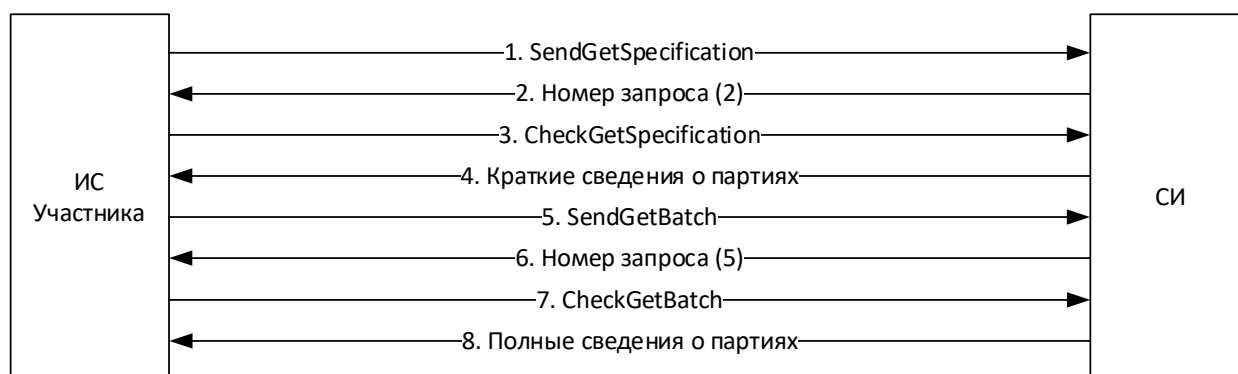 1. SendGetSpecification
2. Номер запроса (2)
3. CheckGetSpecification
4. Краткие сведения о партиях
ИС
Участника
СИ
5. SendGetBatch
6. Номер запроса (5)
7. CheckGetBatch
8. Полные сведения о партиях